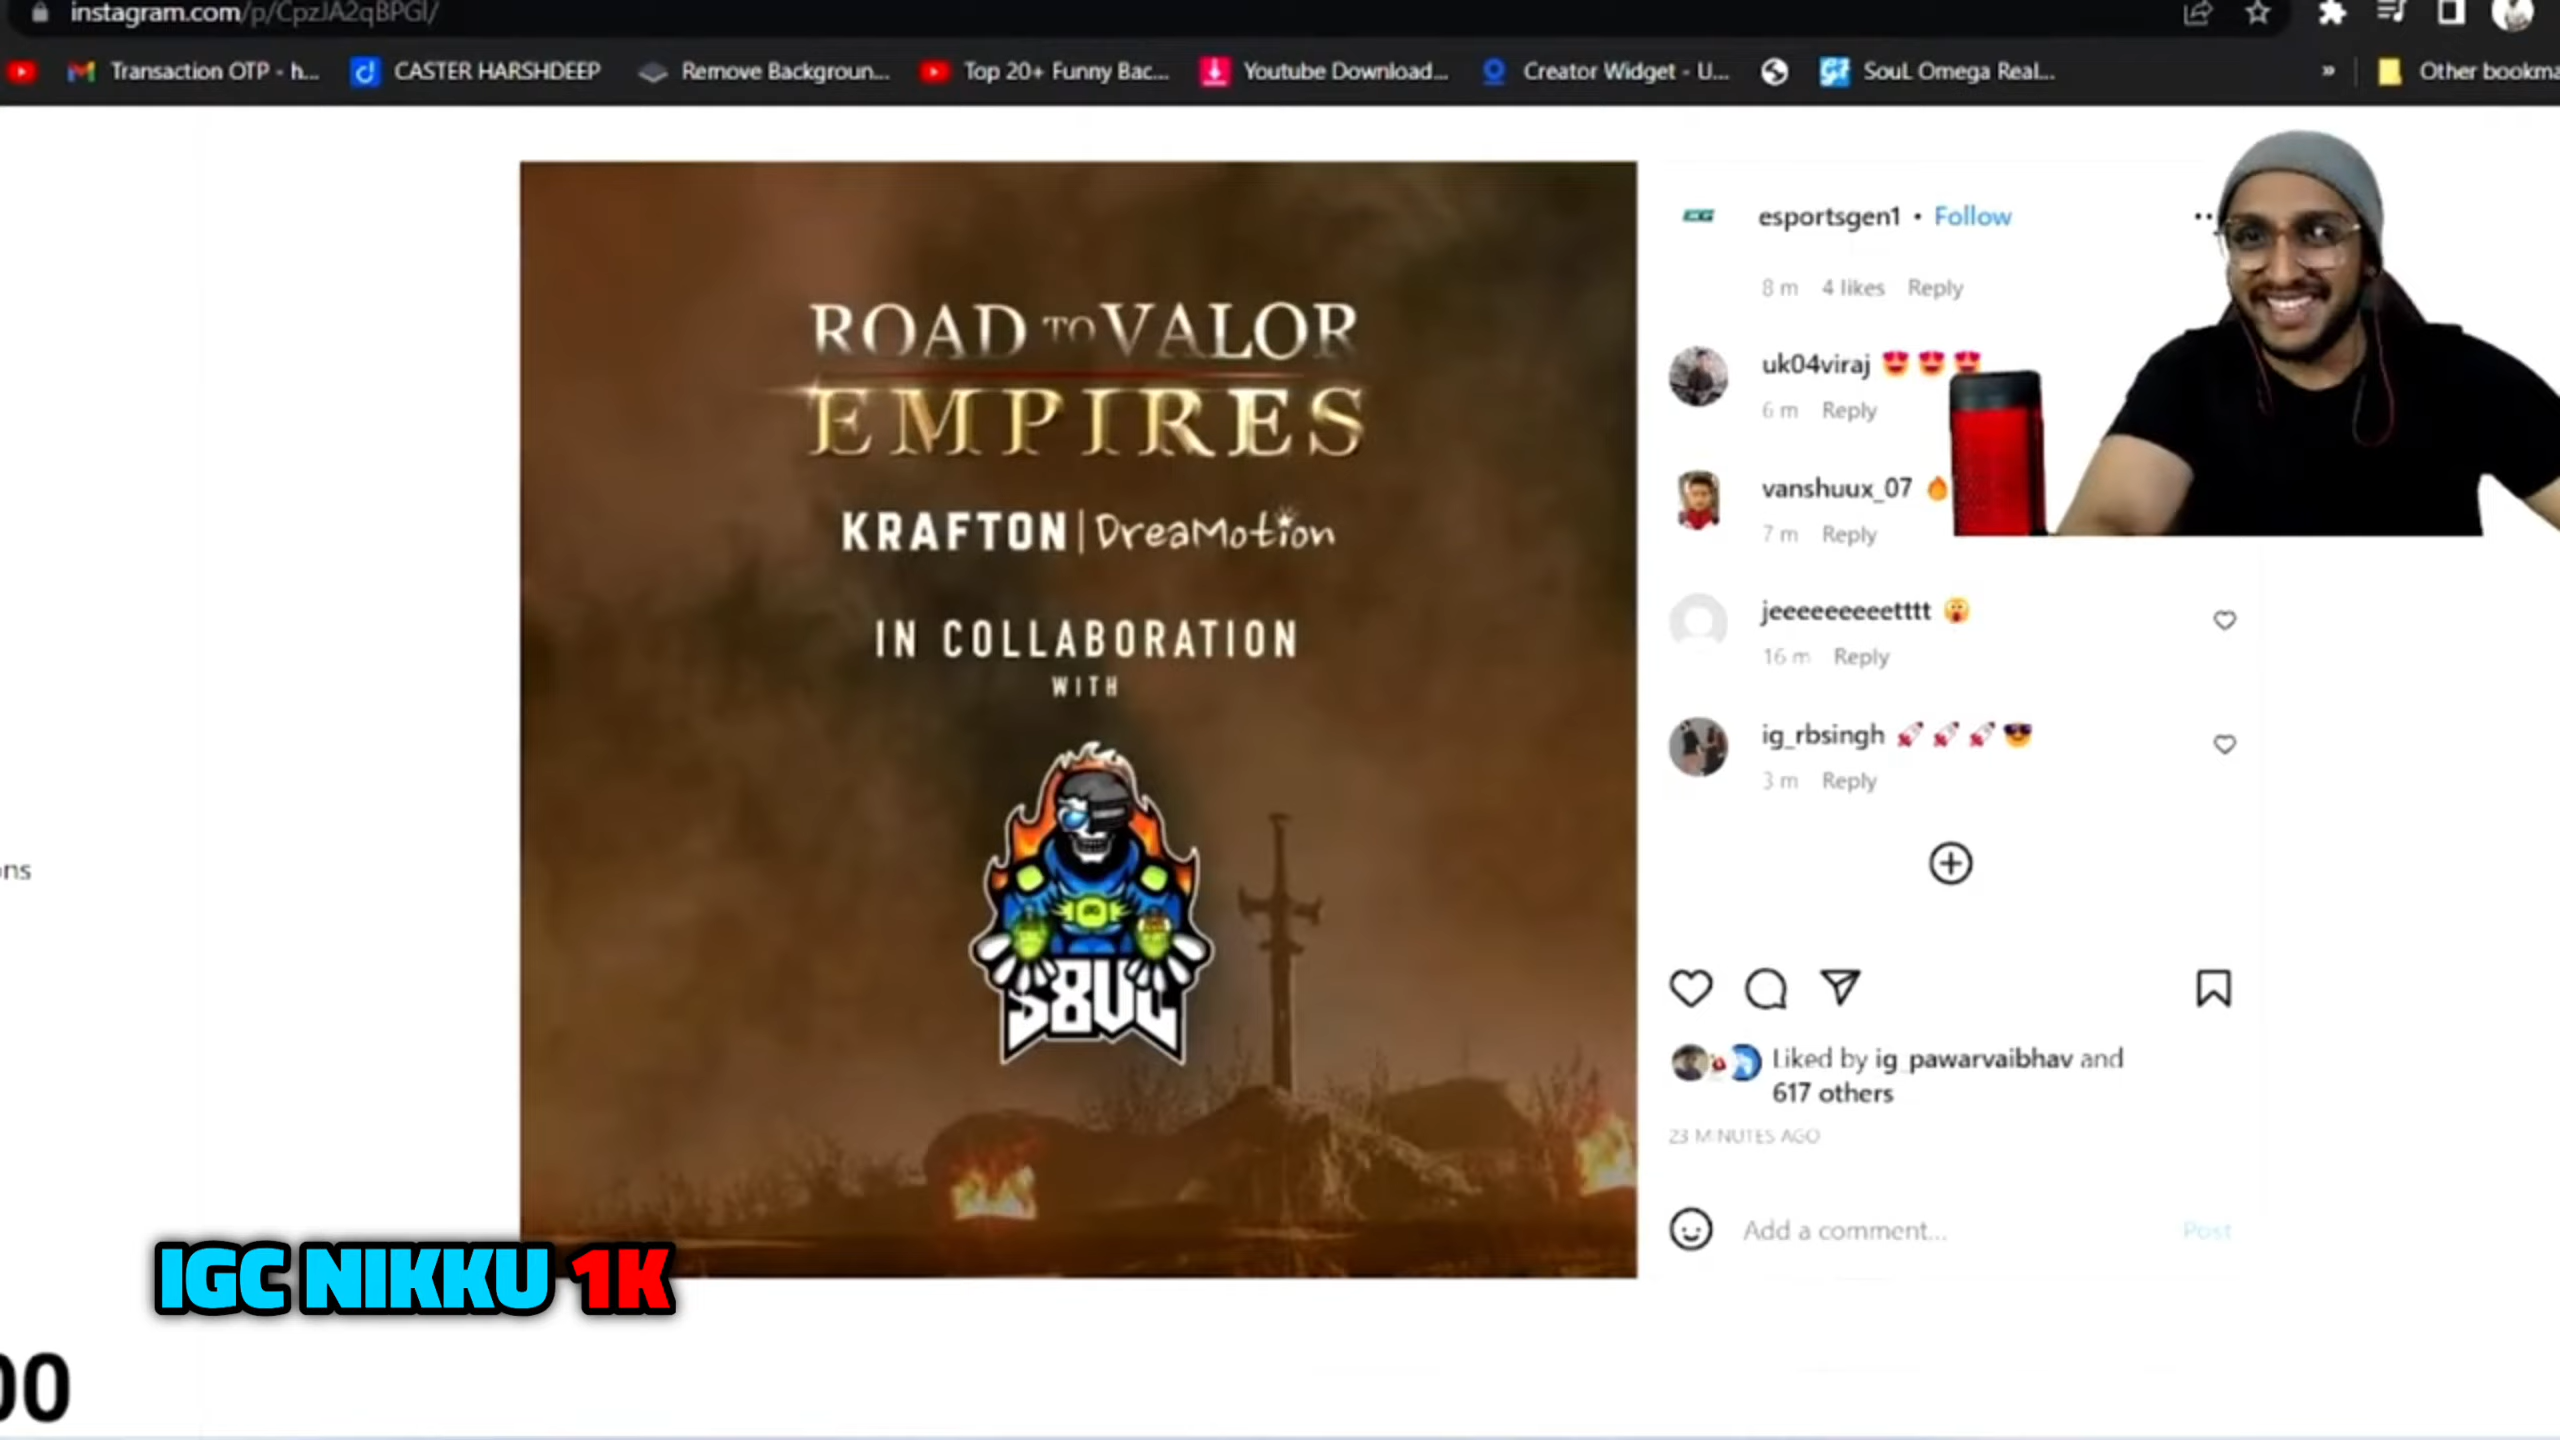 instagram.com/p/CpzJA2qBPGl/
Transaction OTP - h...
CASTER HARSHDEEP
Remove Backgroun...
Top 20+ Funny Bac...
Youtube Download...
Creator Widget - U...
SouL Omega Real...
»
Other bookma
ROAD TO VALOR
EMPIRES
KRAFTON | DREAMOTION
IN COLLABORATION
WITH
S8UL
esportsgen1 • Follow
8 m 4 likes Reply
uk04viraj 😍😍😍
6 m Reply
vanshuux_07 🔥
7 m Reply
jeeeeeeeeetttt 😲
16 m Reply
ig_rbsingh 🚀🚀🚀😎
3 m Reply
Liked by ig_pawarvaibhav and
617 others
23 MINUTES AGO
Add a comment...
Post
ons
IGC NIKKU 1K
00